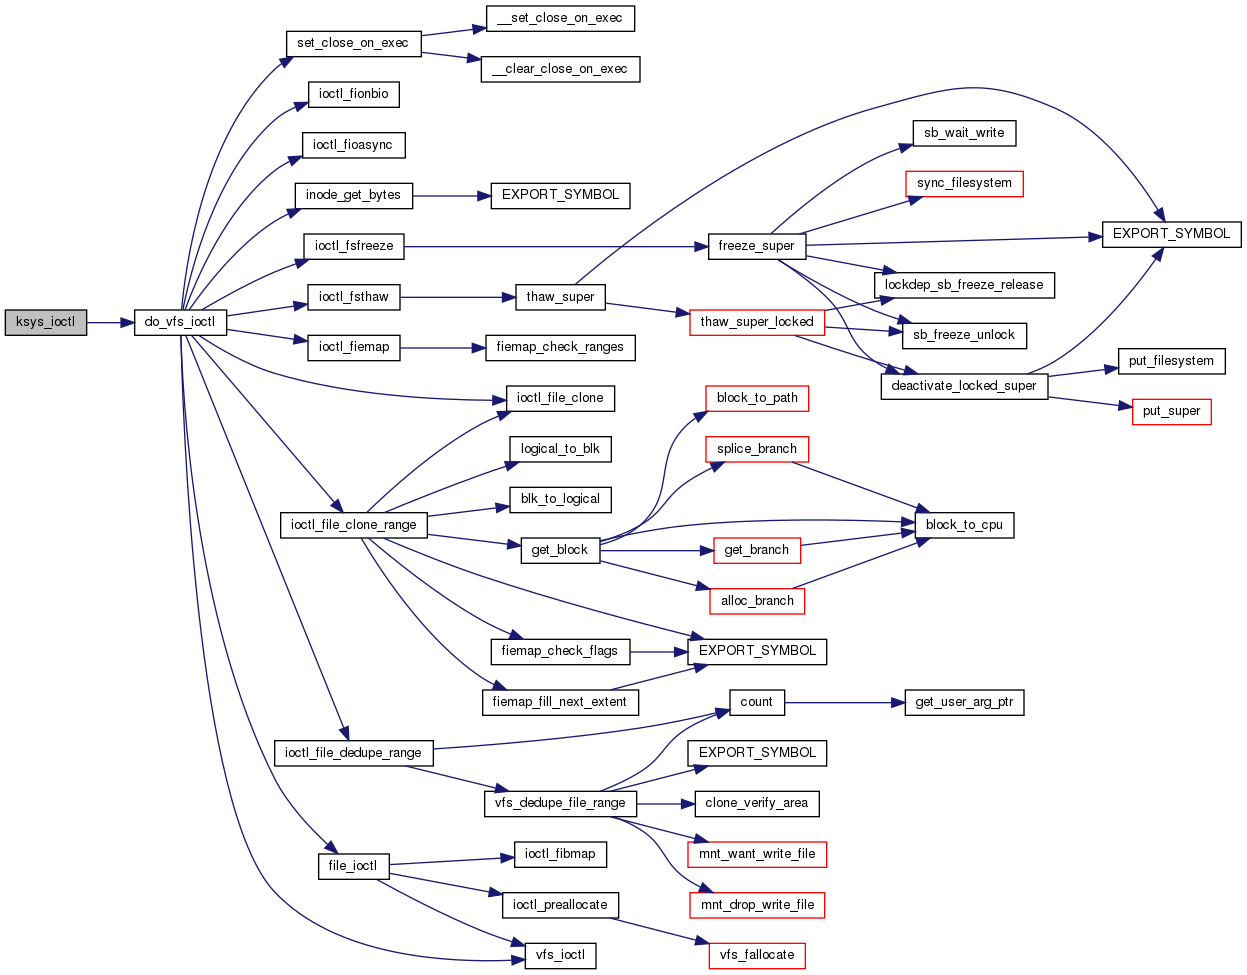 ksys_ioctl
do_vfs_ioctl
set_close_on_exec
__set_close_on_exec
__clear_close_on_exec
ioctl_fionbio
ioctl_fioasync
inode_get_bytes
EXPORT_SYMBOL
ioctl_fsfreeze
freeze_super
sb_wait_write
sync_filesystem
EXPORT_SYMBOL
lockdep_sb_freeze_release
sb_freeze_unlock
deactivate_locked_super
put_filesystem
put_super
ioctl_fsthaw
thaw_super
thaw_super_locked
ioctl_fiemap
fiemap_check_ranges
ioctl_file_clone
ioctl_file_clone_range
logical_to_blk
blk_to_logical
get_block
block_to_path
splice_branch
block_to_cpu
get_branch
alloc_branch
EXPORT_SYMBOL
fiemap_check_flags
fiemap_fill_next_extent
ioctl_file_dedupe_range
count
get_user_arg_ptr
vfs_dedupe_file_range
EXPORT_SYMBOL
clone_verify_area
mnt_want_write_file
mnt_drop_write_file
file_ioctl
ioctl_fibmap
ioctl_preallocate
vfs_fallocate
vfs_ioctl